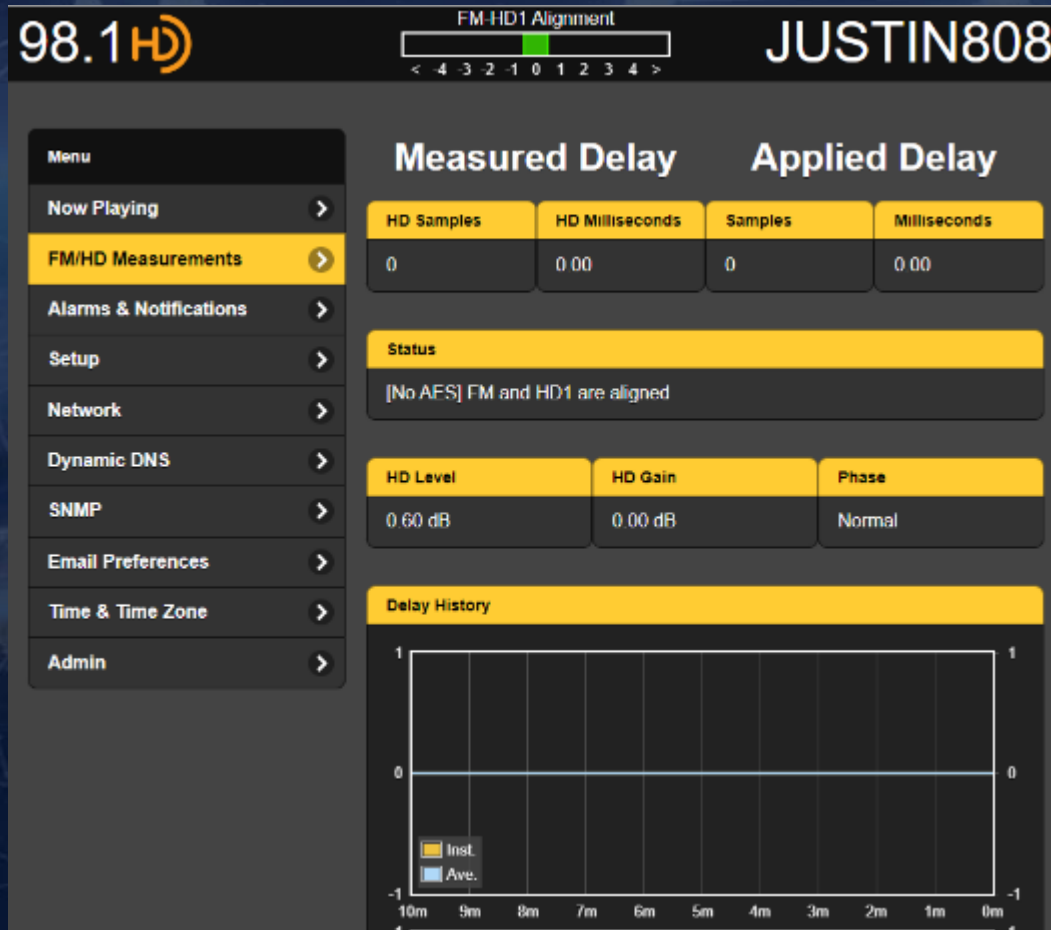 98.1 HD
FM-HD1 Alignment
< -4 -3 -2 -1 0 1 2 3 4 >
JUSTIN808
Menu
Now Playing
FM/HD Measurements
Alarms & Notifications
Setup
Network
Dynamic DNS
SNMP
Email Preferences
Time & Time Zone
Admin
Measured Delay Applied Delay
HD Samples HD Milliseconds Samples Milliseconds
0 0.00 0 0.00
Status
[No AES] FM and HD1 are aligned
HD Level HD Gain Phase
0.60 dB 0.00 dB Normal
Delay History
1 1
0 0
Inst.
Ave.
-1 -1
10m 9m 8m 7m 6m 5m 4m 3m 2m 1m 0m